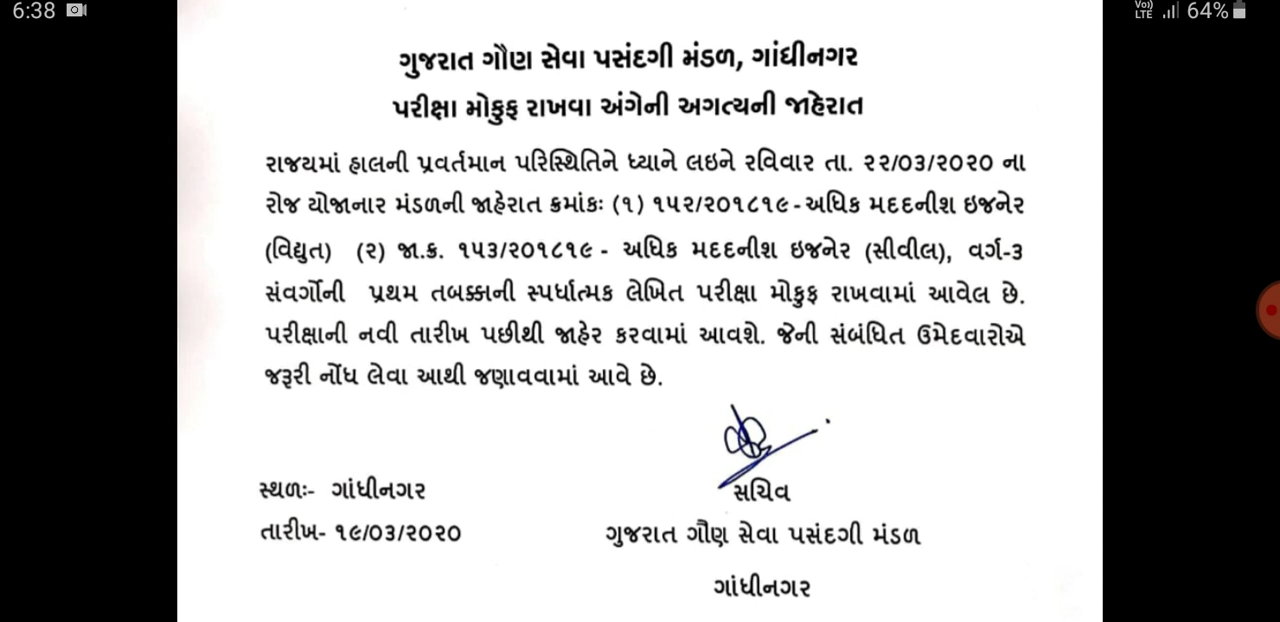 6:38
Vo)) LTE 64%
ગુજરાત ગૌણ સેવા પસંદગી મંડળ, ગાંધીનગર
પરીક્ષા મોકુફ રાખવા અંગેની અગત્યની જાહેરાત
રાજયમાં હાલની પ્રવર્તમાન પરિસ્થિતિને ધ્યાને લઇને રવિવાર તા. ૨૨/૦૩/૨૦૨૦ ના
રોજ યોજાનાર મંડળની જાહેરાત ક્રમાંકઃ (૧) ૧૫૨/૨૦૧૮૧૯-અધિક મદદનીશ ઇજનેર
(વિદ્યુત) (૨) જા.ક્ર. ૧૫૩/૨૦૧૮૧૯ - અધિક મદદનીશ ઇજનેર (સીવીલ), વર્ગ-૩
સંવર્ગોની પ્રથમ તબક્કાની સ્પર્ધાત્મક લેખિત પરીક્ષા મોકુફ રાખવામાં આવેલ છે.
પરીક્ષાની નવી તારીખ પછીથી જાહેર કરવામાં આવશે. જેની સંબંધિત ઉમેદવારોએ
જરૂરી નોંધ લેવા આથી જણાવવામાં આવે છે.
સચિવ
સ્થળઃ- ગાંધીનગર
તારીખ- ૧૯/૦૩/૨૦૨૦
ગુજરાત ગૌણ સેવા પસંદગી મંડળ
ગાંધીનગર